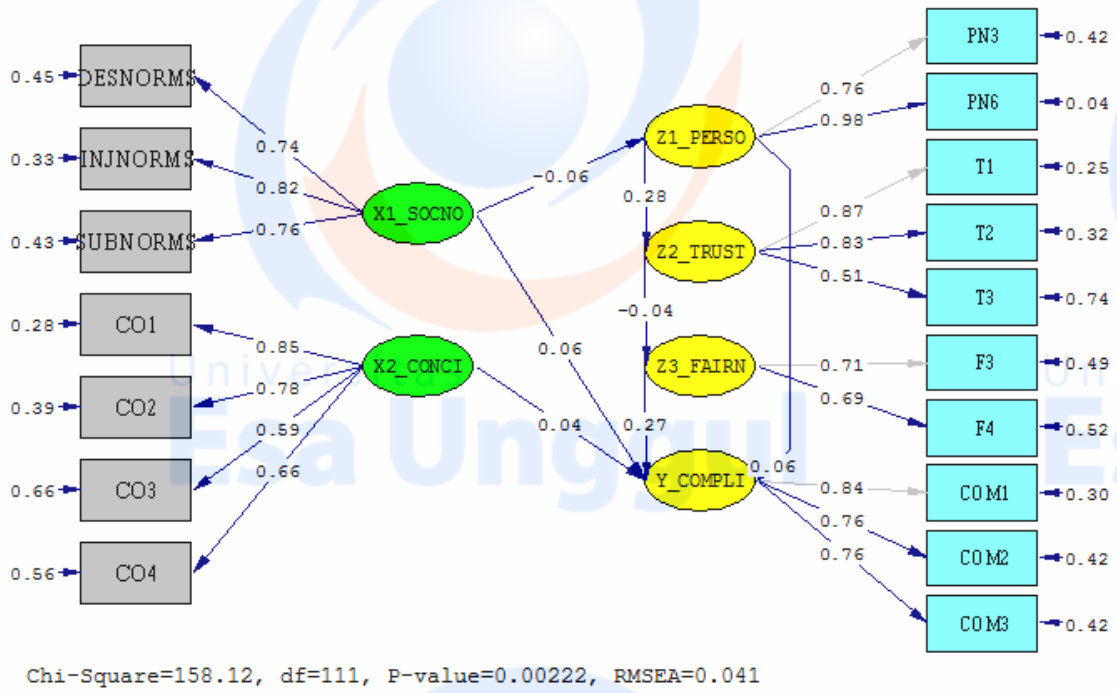 PN3
0.42
0.45
DESNORMS
0.76
PN6
0.04
0.98
Z1_PERSO
0.74
0.33
INJNORMS
-0.06
T1
0.25
0.82
0.28
X1_SOCNO
0.87
0.43
SUBNORMS
0.76
T2
0.32
0.83
Z2_TRUST
0.51
T3
0.74
0.28
CO1
-0.04
0.85
0.06
Universitas
X2_CONCI
Z3_FAIRN
0.71
F3
0.49
0.78
0.69
0.39
CO2
0.59
0.04
0.27
F4
0.52
Esa Unggul
0.66
0.06
0.66
CO3
Y_COMPLI
0.84
COM1
0.30
0.76
0.76
COM2
0.42
0.56
CO4
COM3
0.42
Chi-Square=158.12, df=111, P-value=0.00222, RMSEA=0.041